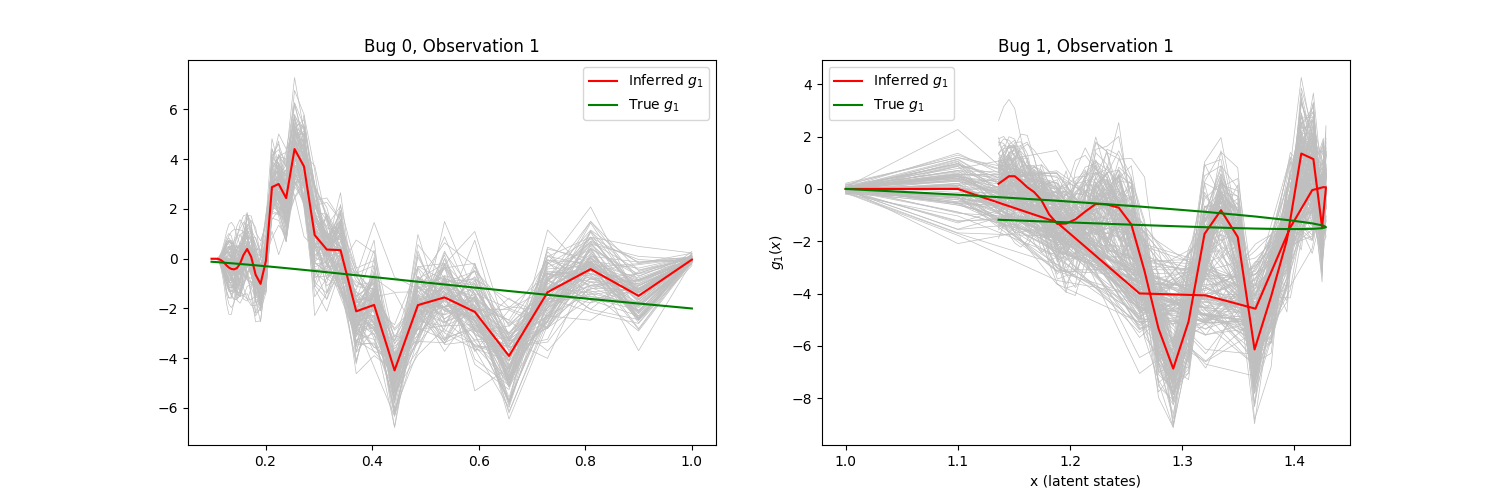 Bug 0, Observation 1
Inferred g₁
True g₁
6
4
2
0
−2
−4
−6
0.2 0.4 0.6 0.8 1.0
Bug 1, Observation 1
Inferred g₁
True g₁
g₁(x)
4
2
0
−2
−4
−6
−8
1.0 1.1 1.2 1.3 1.4
x (latent states)